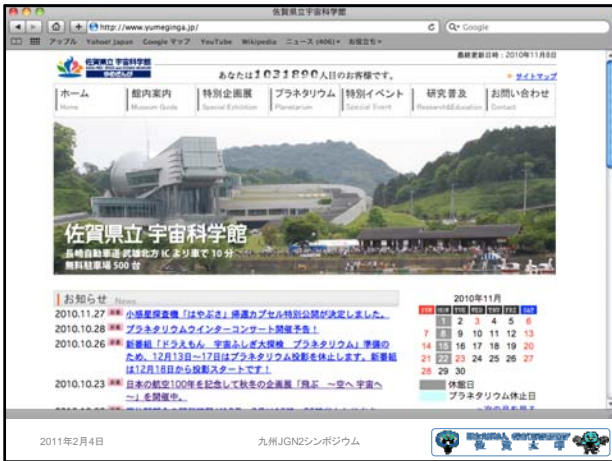 佐賀県立宇宙科学館
http://www.yumeginga.jp/
Google
アップル Yahoo! Japan Google マップ YouTube Wikipedia ニュース (406) お役立ち
最終更新日時:2010年11月8日
佐賀県立 宇宙科学館
ゆめぎんが
あなたは1031890人目のお客様です。
サイトマップ
ホーム 館内案内 特別企画展 プラネタリウム 特別イベント 研究普及 お問い合わせ
Home Museum Guide Special Exhibition Planetarium Special Event Research&Education Contact
佐賀県立 宇宙科学館
長崎自動車道 武雄北方 IC より車で 10 分
無料駐車場 500 台
お知らせ News
2010.11.27 小惑星探査機「はやぶさ」帰還カプセル特別公開が決定しました。
2010.10.28 プラネタリウムウインターコンサート開催予告!
2010.10.26 新番組「ドラえもん 宇宙ふしぎ大探検 プラネタリウム」準備の
ため、12月13日~17日はプラネタリウム投影を休止します。新番組
は12月18日から投影スタートです!
2010.10.23 日本の航空100年を記念して秋冬の企画展「飛ぶ ~空へ 宇宙へ
~」を開催中。
2010年11月
SUN MON TUE WED THU FRI SAT
1 2 3 4 5 6
7 8 9 10 11 12 13
14 15 16 17 18 19 20
21 22 23 24 25 26 27
28 29 30
休館日
プラネタリウム休止日
2011年2月4日
九州JGN2シンポジウム
佐賀大学